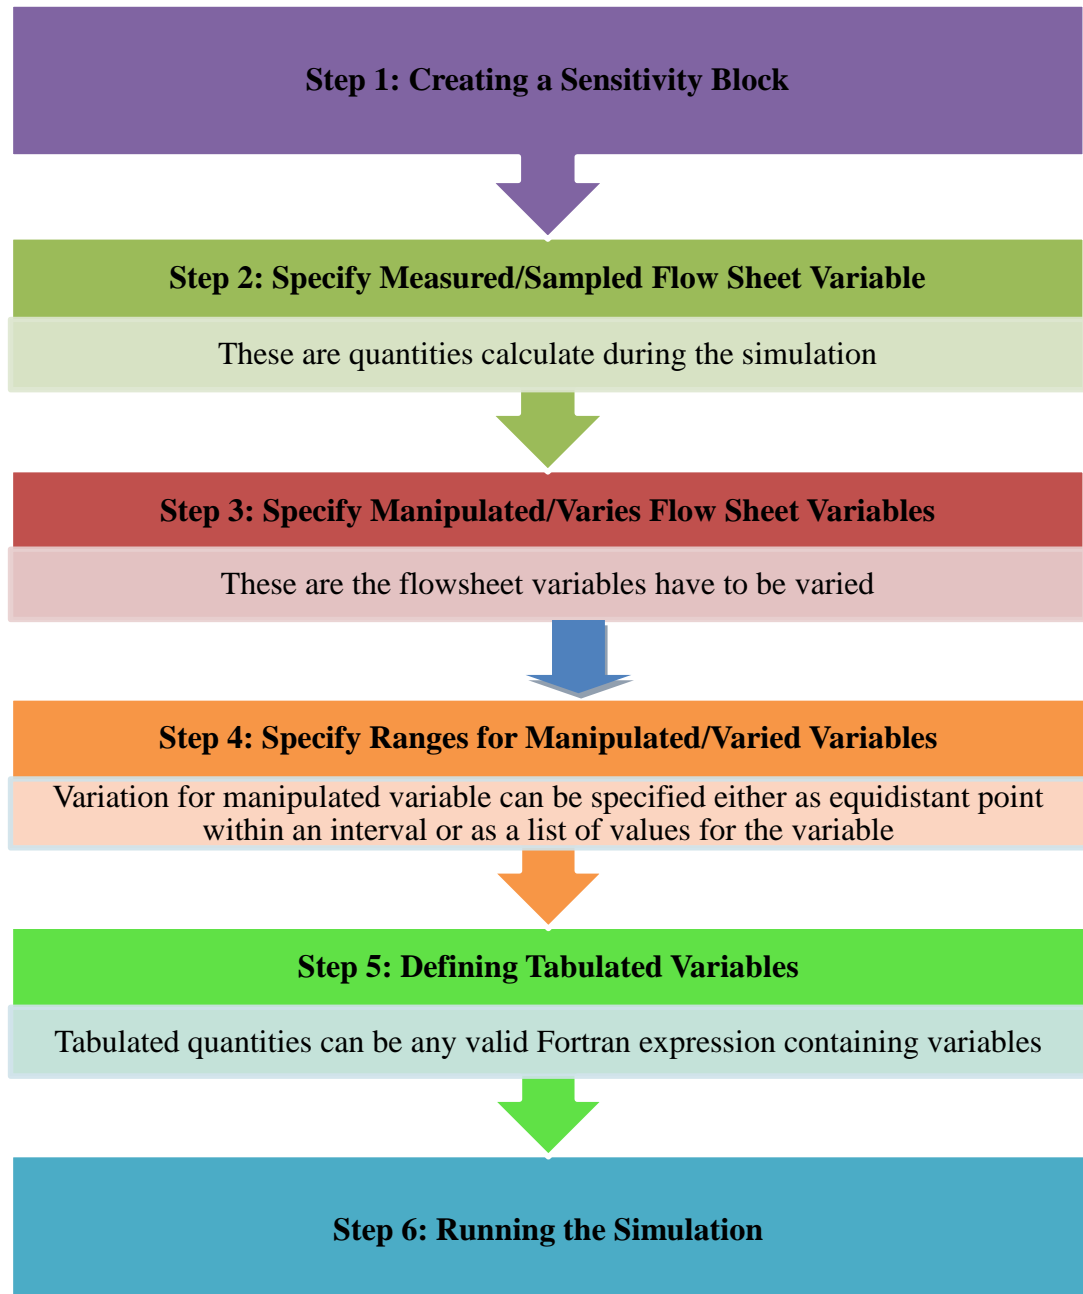 Step 1: Creating a Sensitivity Block
Step 2: Specify Measured/Sampled Flow Sheet Variable
These are quantities calculate during the simulation
Step 3: Specify Manipulated/Varies Flow Sheet Variables
These are the flowsheet variables have to be varied
Step 4: Specify Ranges for Manipulated/Varied Variables
Variation for manipulated variable can be specified either as equidistant point
within an interval or as a list of values for the variable
Step 5: Defining Tabulated Variables
Tabulated quantities can be any valid Fortran expression containing variables
Step 6: Running the Simulation